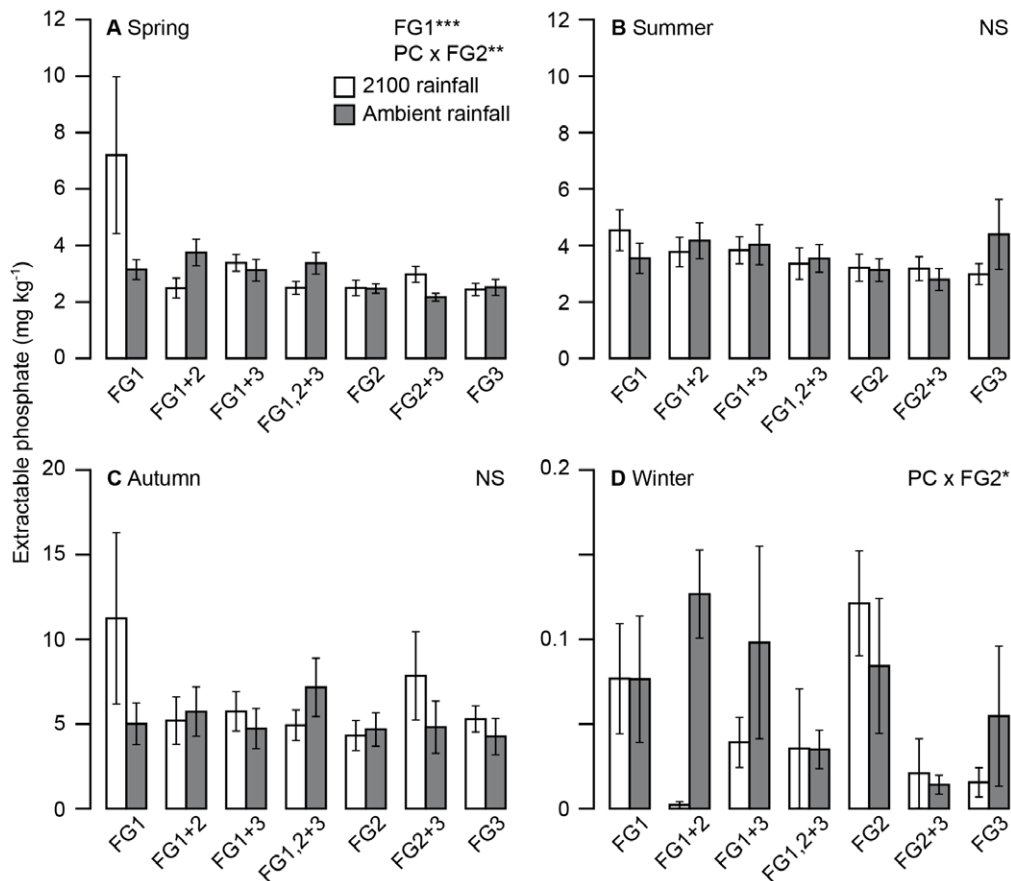 Extractable phosphate (mg kg⁻¹)
A Spring
FG1***
PC x FG2**
2100 rainfall
Ambient rainfall
12
10
8
6
4
2
0
FG1
FG1+2
FG1+3
FG1,2+3
FG2
FG2+3
FG3
B Summer
NS
12
10
8
6
4
2
0
FG1
FG1+2
FG1+3
FG1,2+3
FG2
FG2+3
FG3
C Autumn
NS
20
15
10
5
0
FG1
FG1+2
FG1+3
FG1,2+3
FG2
FG2+3
FG3
D Winter
PC x FG2*
0.2
0.1
0
FG1
FG1+2
FG1+3
FG1,2+3
FG2
FG2+3
FG3